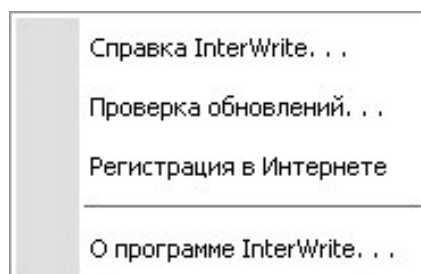 Справка InterWrite. . .
Проверка обновлений. . .
Регистрация в Интернете
О программе InterWrite. . .